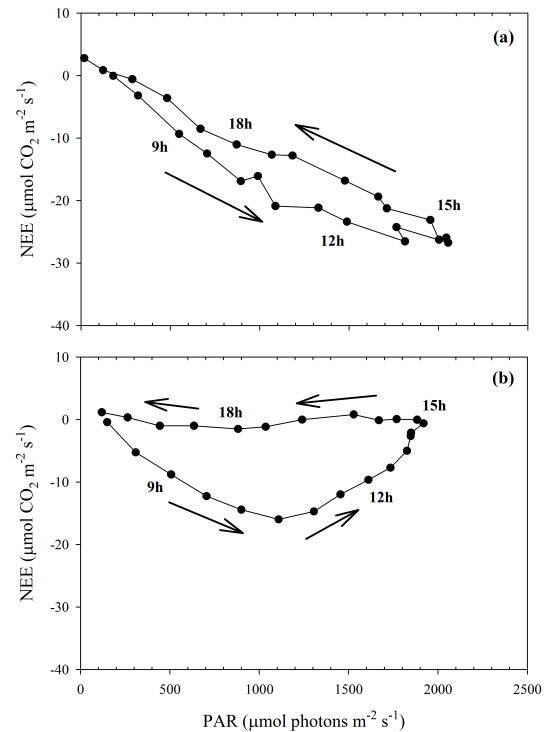 10
(a)
0
18h
-10
9h
15h
-20
12h
-30
-40
NEE (μmol CO2 m-2 s-1)
10
(b)
15h
0
18h
9h
12h
-10
-20
-30
-40
NEE (μmol CO2 m-2 s-1)
0 500 1000 1500 2000 2500
PAR (μmol photons m-2 s-1)